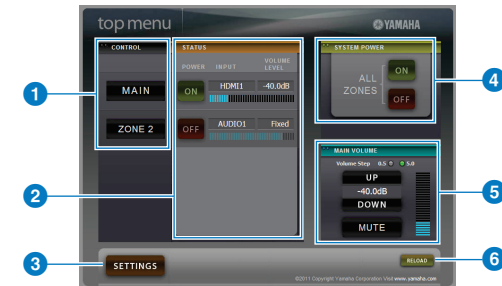 top menu
YAMAHA
CONTROL
STATUS
SYSTEM POWER
POWER INPUT VOLUME LEVEL
MAIN
ON HDMI1 -40.0dB
ALL ZONES
ON
OFF
ZONE 2
OFF AUDIO1 Fixed
MAIN VOLUME
Volume Step 0.5 5.0
UP
-40.0dB
DOWN
MUTE
SETTINGS
RELOAD
©2011 Copyright Yamaha Corporation Visit www.yamaha.com
1
2
3
4
5
6